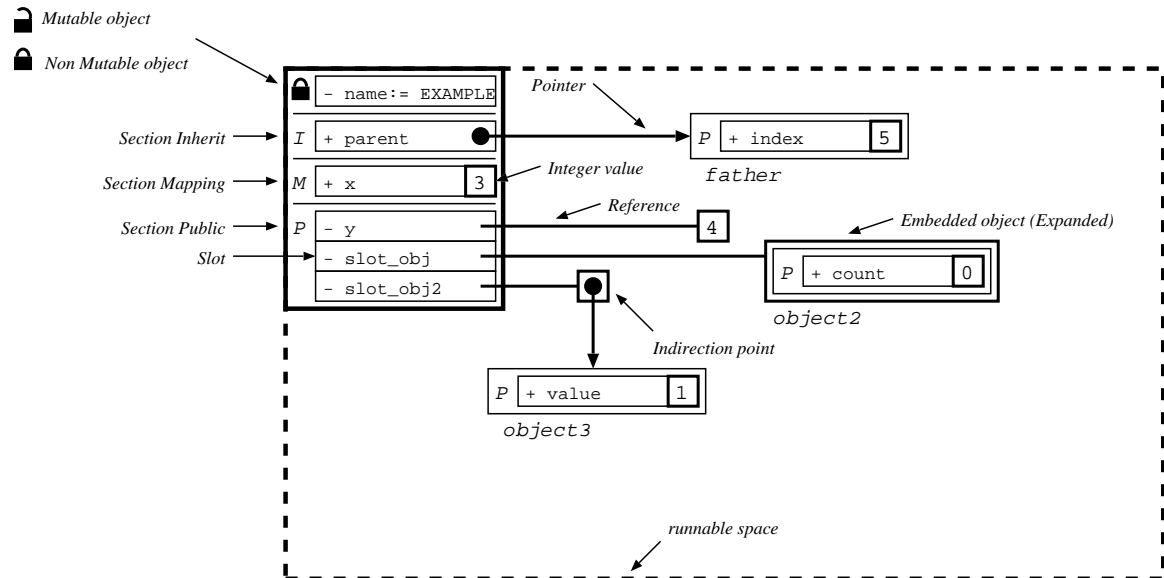 Mutable object
Non Mutable object
- name:= EXAMPLE
Pointer
Section Inherit
I + parent
P + index 5
father
Section Mapping
M + x 3
Integer value
Section Public
P - y
Reference
4
Embedded object (Expanded)
Slot
- slot_obj
P + count 0
object2
- slot_obj2
Indirection point
P + value 1
object3
runnable space